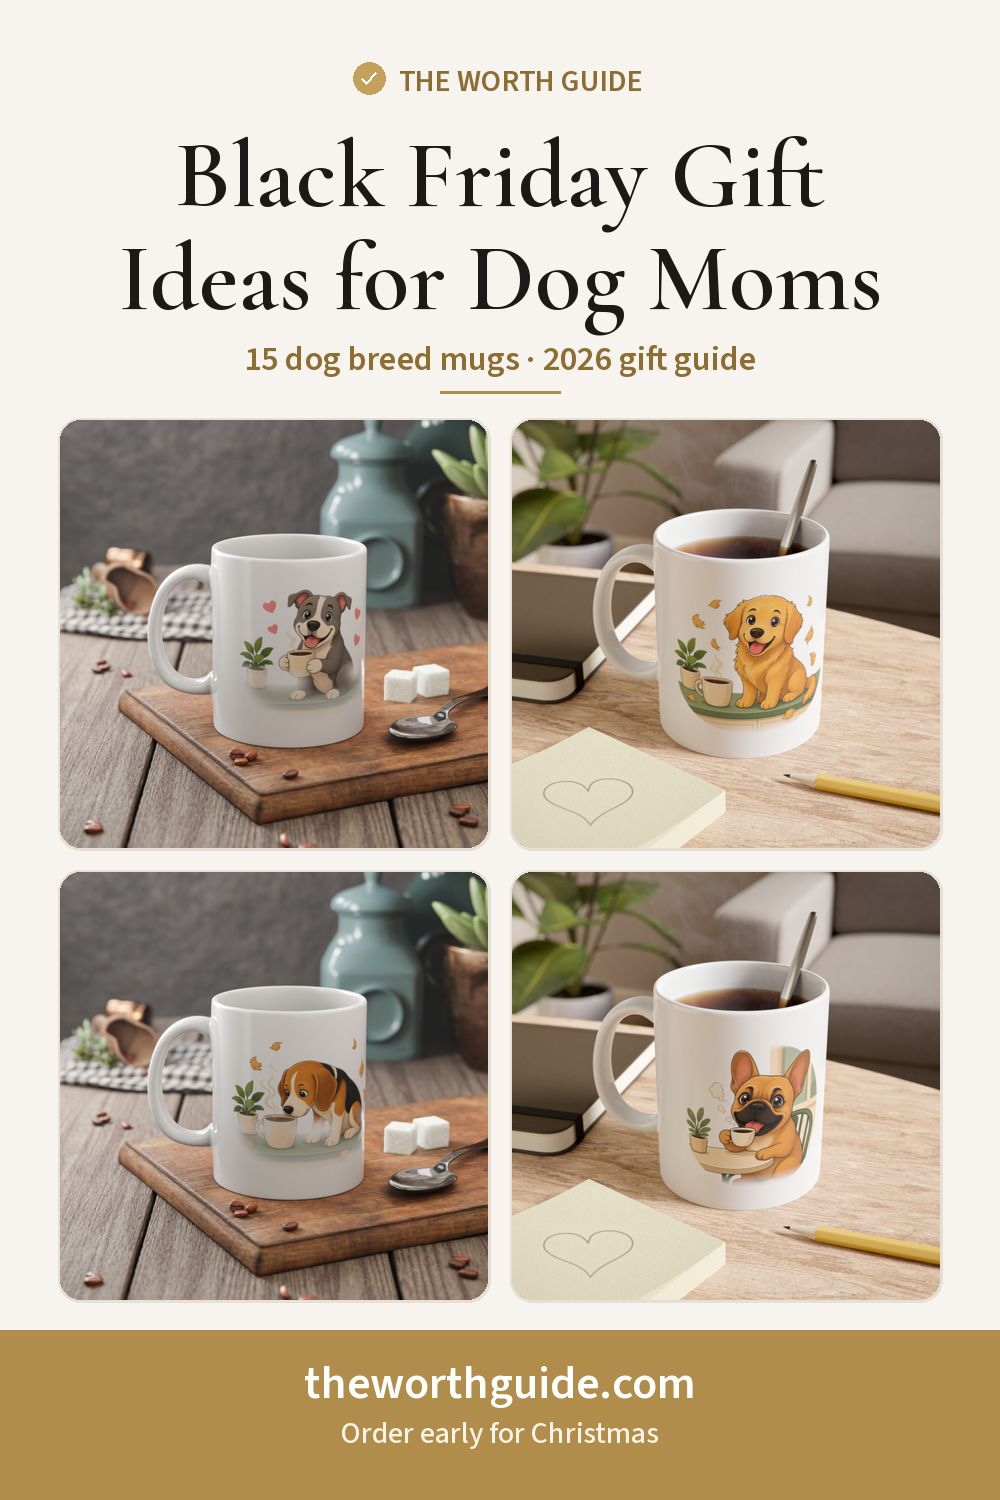 THE WORTH GUIDE
Black Friday Gift
Ideas for Dog Moms
15 dog breed mugs · 2026 gift guide
theworthguide.com
Order early for Christmas